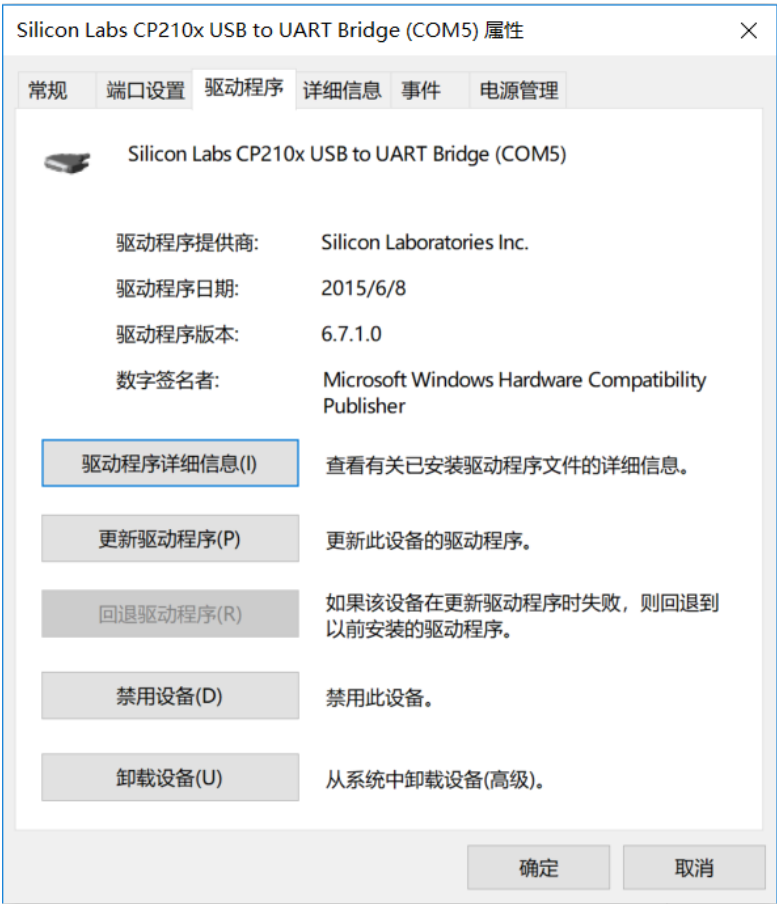 Silicon Labs CP210x USB to UART Bridge (COM5) 属性
常规 端口设置 驱动程序 详细信息 事件 电源管理
Silicon Labs CP210x USB to UART Bridge (COM5)
驱动程序提供商: Silicon Laboratories Inc.
驱动程序日期: 2015/6/8
驱动程序版本: 6.7.1.0
数字签名者: Microsoft Windows Hardware Compatibility
Publisher
驱动程序详细信息(I) 查看有关已安装驱动程序文件的详细信息。
更新驱动程序(P) 更新此设备的驱动程序。
回退驱动程序(R) 如果该设备在更新驱动程序时失败，则回退到
以前安装的驱动程序。
禁用设备(D) 禁用此设备。
卸载设备(U) 从系统中卸载设备(高级)。
确定 取消